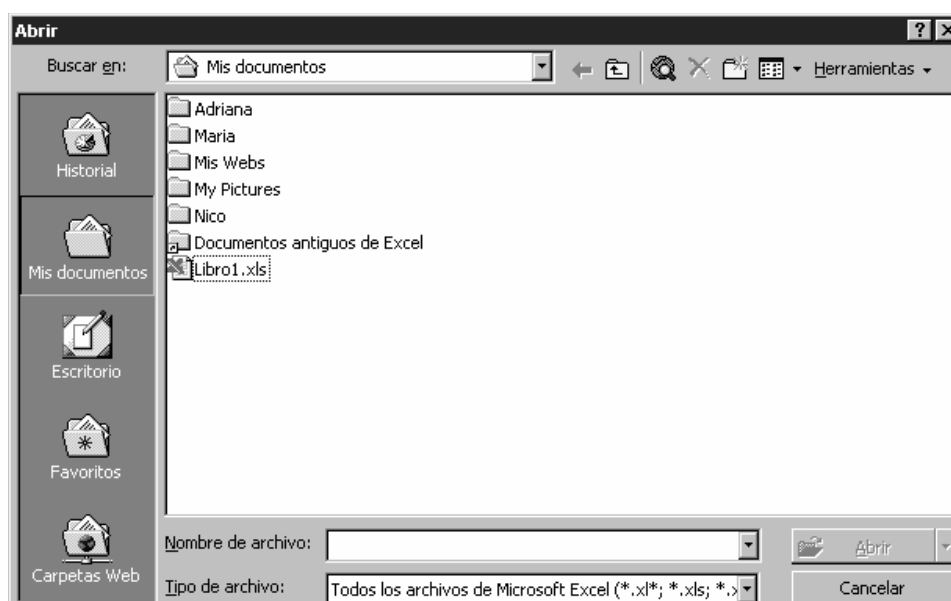 Abrir
Buscar en:
Mis documentos
Herramientas
Historial
Mis documentos
Escritorio
Favoritos
Carpetas Web
Adriana
Maria
Mis Webs
My Pictures
Nico
Documentos antiguos de Excel
Libro1.xls
Nombre de archivo:
Abrir
Tipo de archivo:
Todos los archivos de Microsoft Excel (*.xl*; *.xls; *.
Cancelar